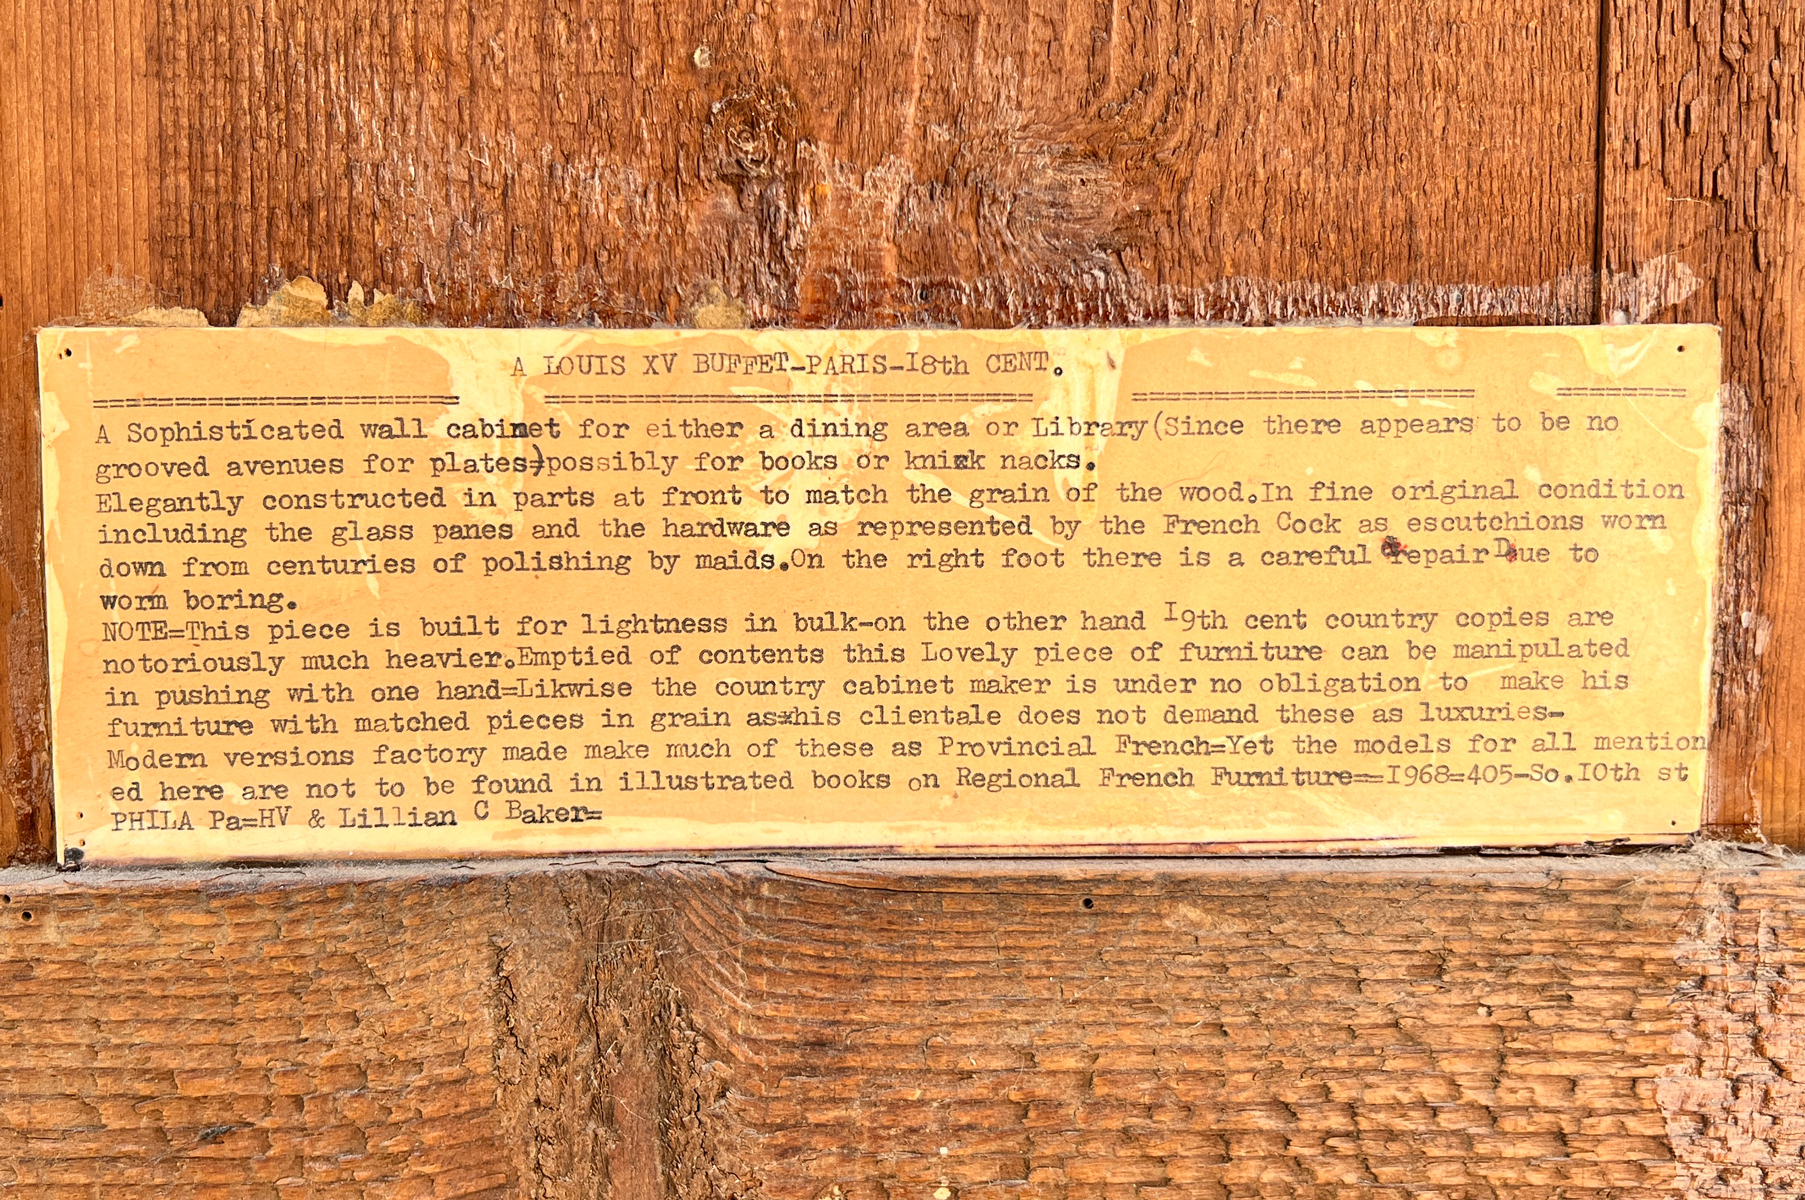 A LOUIS XV BUFFET-PARIS-I8th CENT.
A Sophisticated wall cabinet for either a dining area or Library(Since there appears to be no
grooved avenues for plates)possibly for books or knick nacks.
Elegantly constructed in parts at front to match the grain of the wood.In fine original condition
including the glass panes and the hardware as represented by the French Cock as escutchions worn
down from centuries of polishing by maids.On the right foot there is a careful repair Due to
worm boring.
NOTE=This piece is built for lightness in bulk-on the other hand I9th cent country copies are
notoriously much heavier.Emptied of contents this Lovely piece of furniture can be manipulated
in pushing with one hand=Likwise the country cabinet maker is under no obligation to make his
furniture with matched pieces in grain as his clientale does not demand these as luxuries-
Modern versions factory made make much of these as Provincial French=Yet the models for all mention
ed here are not to be found in illustrated books on Regional French Furniture==I968=405-So.IOth st
PHILA Pa=HV & Lillian C Baker=